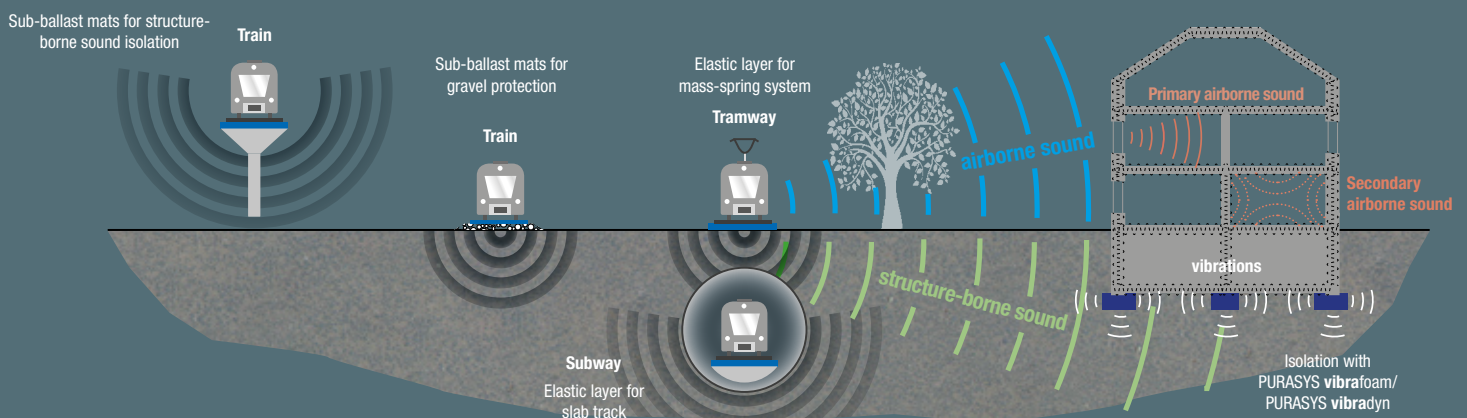 Sub-ballast mats for structure-
borne sound isolation
Train
Sub-ballast mats for
gravel protection
Train
Elastic layer for
mass-spring system
Tramway
airborne sound
Primary airborne sound
Secondary
airborne sound
vibrations
structure-borne sound
Subway
Elastic layer for
slab track
Isolation with
PURASYS vibrafoam/
PURASYS vibradyn